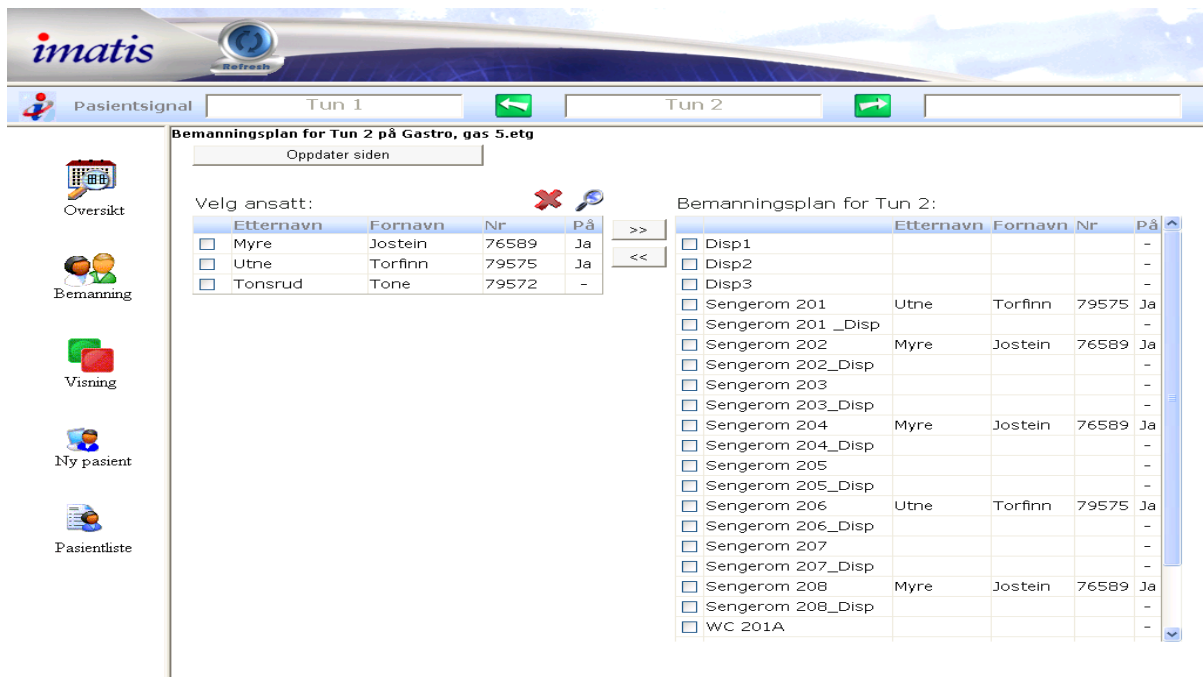 imatis
Refresh
Pasientsignal Tun 1 Tun 2
Bemanningsplan for Tun 2 på Gastro, gas 5.etg
Oppdater siden
Oversikt
Bemanning
Visning
Ny pasient
Pasientliste
Velg ansatt:
Etternavn Fornavn Nr På
Myre Jostein 76589 Ja
Utne Torfinn 79575 Ja
Tonsrud Tone 79572 -
>>
<<
Bemanningsplan for Tun 2:
Etternavn Fornavn Nr På
Disp1 -
Disp2 -
Disp3 -
Sengerom 201 Utne Torfinn 79575 Ja
Sengerom 201 _Disp -
Sengerom 202 Myre Jostein 76589 Ja
Sengerom 202_Disp -
Sengerom 203 -
Sengerom 203_Disp -
Sengerom 204 Myre Jostein 76589 Ja
Sengerom 204_Disp -
Sengerom 205 -
Sengerom 205_Disp -
Sengerom 206 Utne Torfinn 79575 Ja
Sengerom 206_Disp -
Sengerom 207 -
Sengerom 207_Disp -
Sengerom 208 Myre Jostein 76589 Ja
Sengerom 208_Disp -
WC 201A -